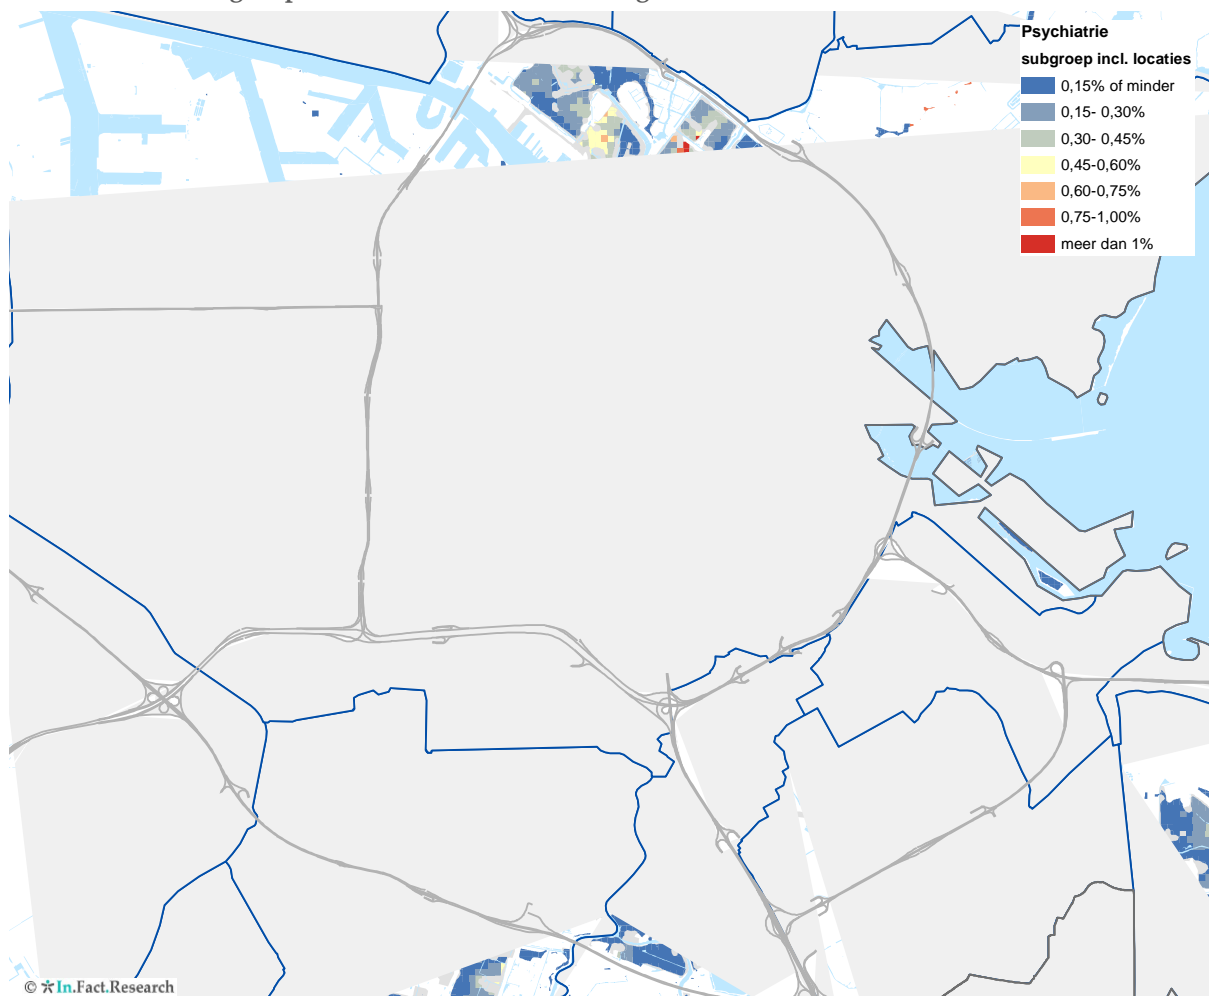 Psychiatrie
subgroep incl. locaties
0,15% of minder
0,15- 0,30%
0,30- 0,45%
0,45-0,60%
0,60-0,75%
0,75-1,00%
meer dan 1%
© In.Fact.Research